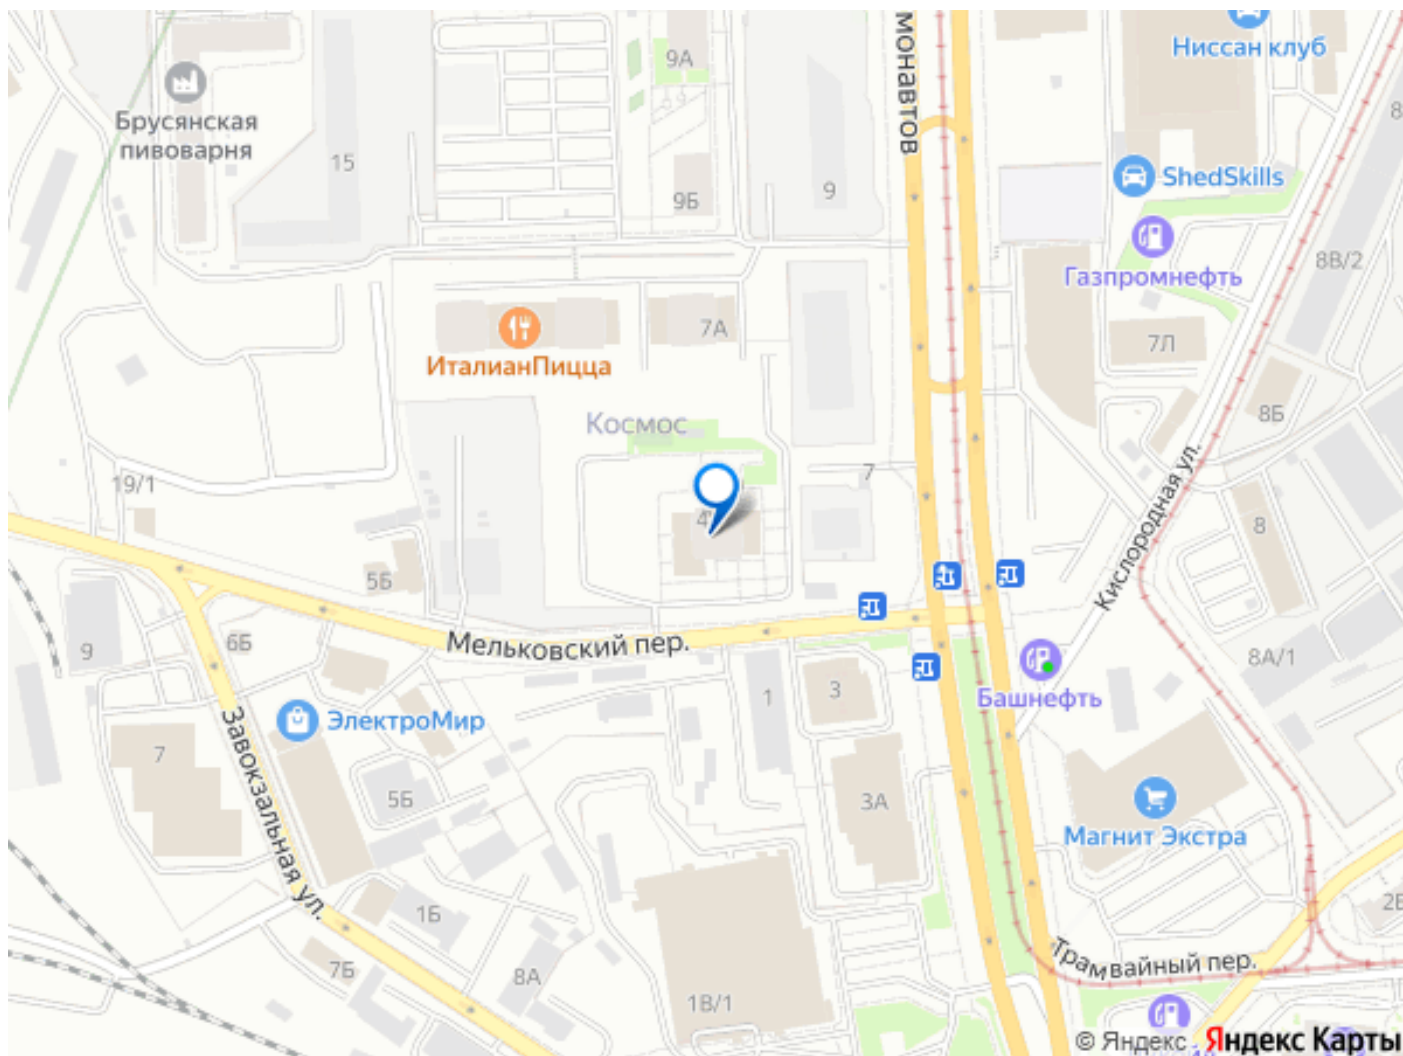 монавтов
Ниссан клуб
9А
Брусянская
пивоварня
15
9Б
9
ShedSkills
Газпромнефть
8В/2
7А
7Л
ИталианПицца
8Б
Космос
19/1
7
8
Кислородная ул.
5Б
9
6Б
Мельковский пер.
8А/1
3
1
Башнефть
ЭлектроМир
Завокзальная ул.
7
5Б
3А
Магнит Экстра
1Б
7Б
8А
Трамвайный пер.
1В/1
© Яндекс
Яндекс Карты